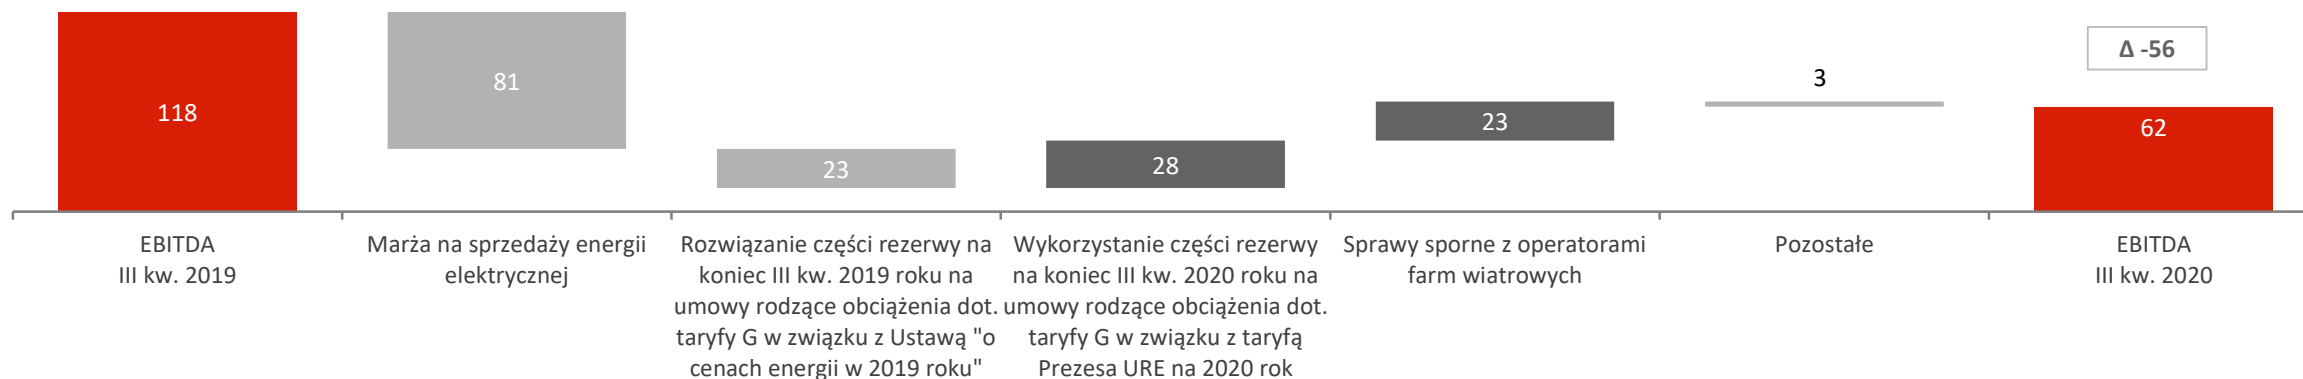 Δ -56
118
81
23
28
23
3
62
EBITDA
III kw. 2019
Marża na sprzedaży energii
elektrycznej
Rozwiązanie części rezerwy na
koniec III kw. 2019 roku na
umowy rodzące obciążenia dot.
taryfy G w związku z Ustawą "o
cenach energii w 2019 roku"
Wykorzystanie części rezerwy
na koniec III kw. 2020 roku na
umowy rodzące obciążenia dot.
taryfy G w związku z taryfą
Prezesa URE na 2020 rok
Sprawy sporne z operatorami
farm wiatrowych
Pozostałe
EBITDA
III kw. 2020